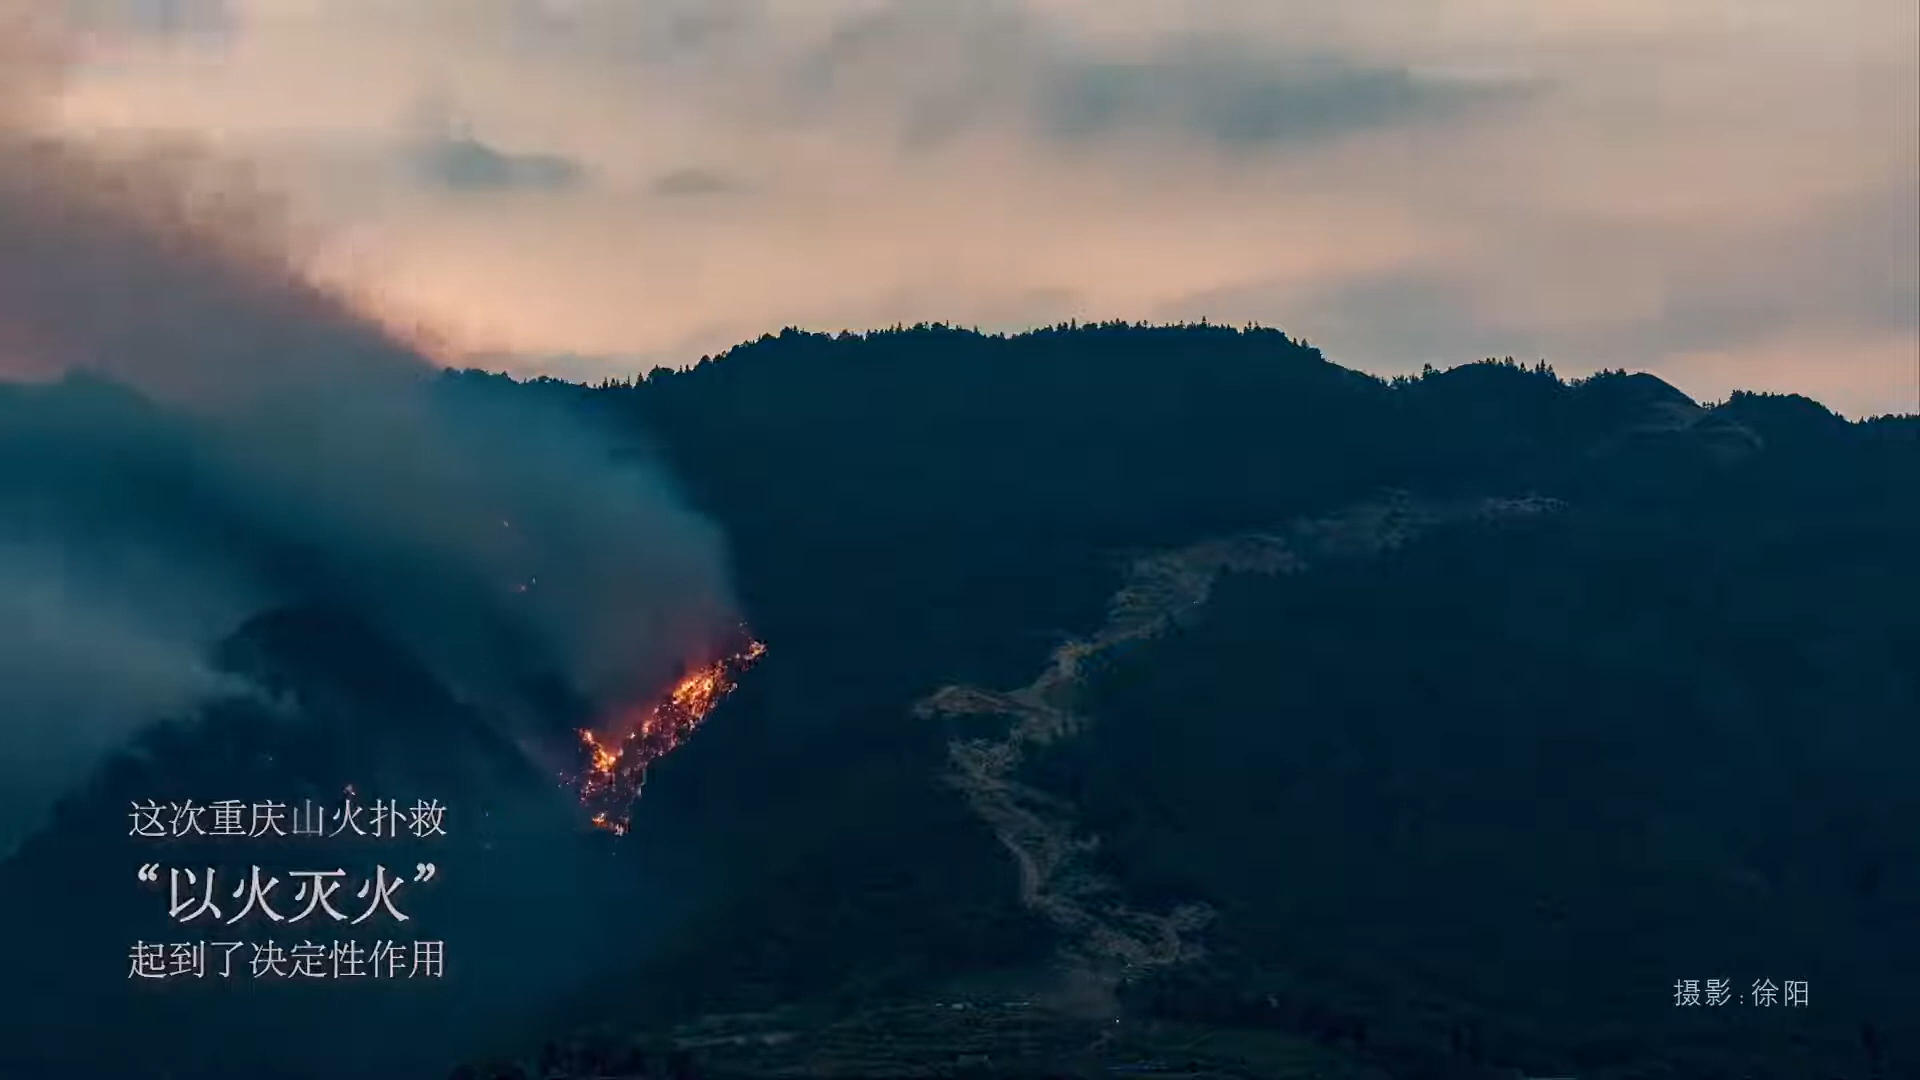 这次重庆山火扑救
“以火灭火”
起到了决定性作用
摄影:徐阳